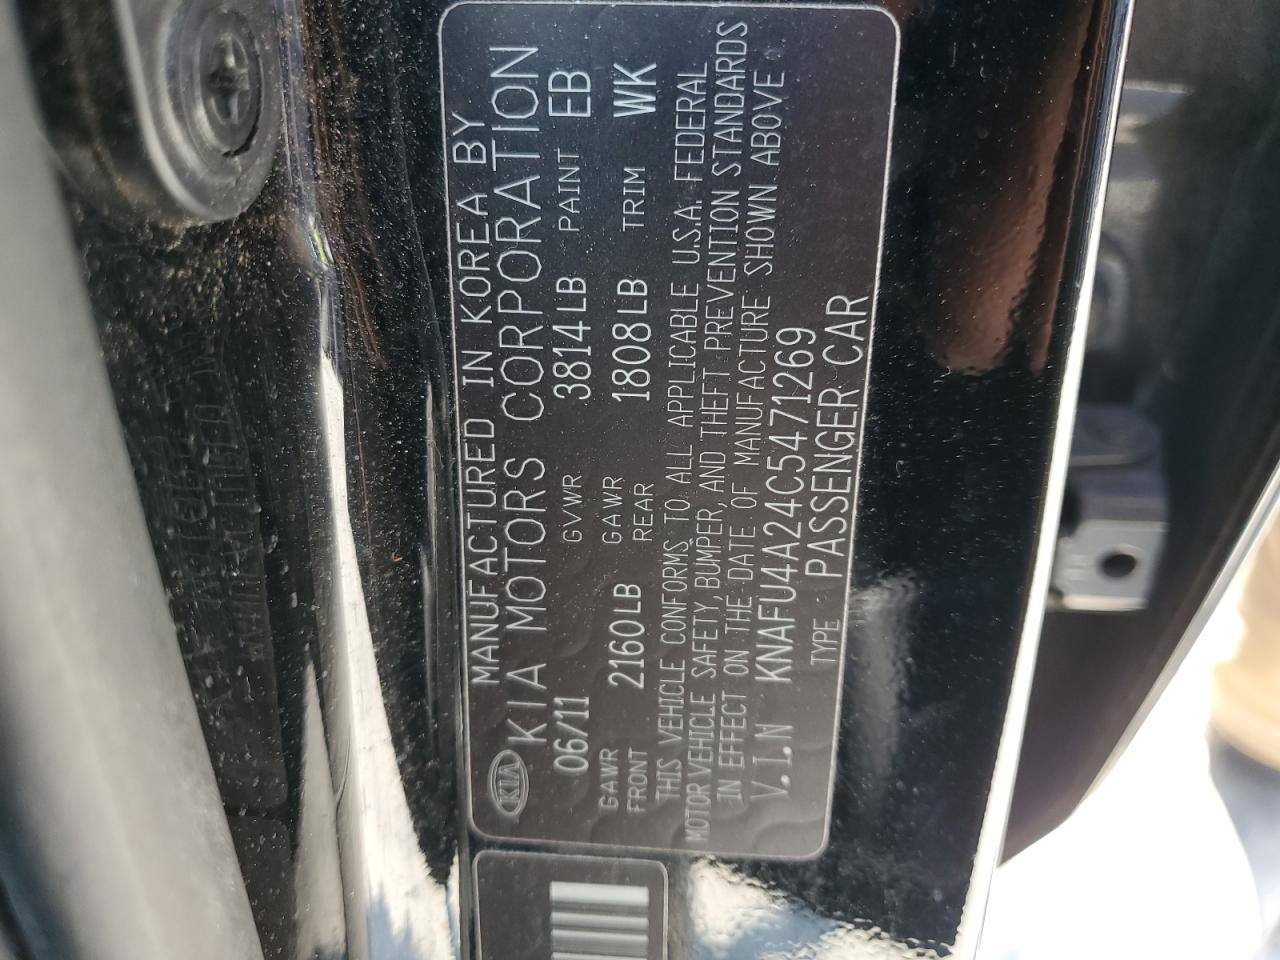 MANUFACTURED IN KOREA BY
KIA KIA MOTORS CORPORATION
06/11 GVWR 3814LB PAINT EB
GAWR FRONT 2160LB GAWR REAR 1808LB TRIM WK
THIS VEHICLE CONFORMS TO ALL APPLICABLE U.S.A. FEDERAL
MOTOR VEHICLE SAFETY, BUMPER, AND THEFT PREVENTION STANDARDS
IN EFFECT ON THE DATE OF MANUFACTURE SHOWN ABOVE
V.I.N KNAFU4A24C5471269
TYPE : PASSENGER CAR